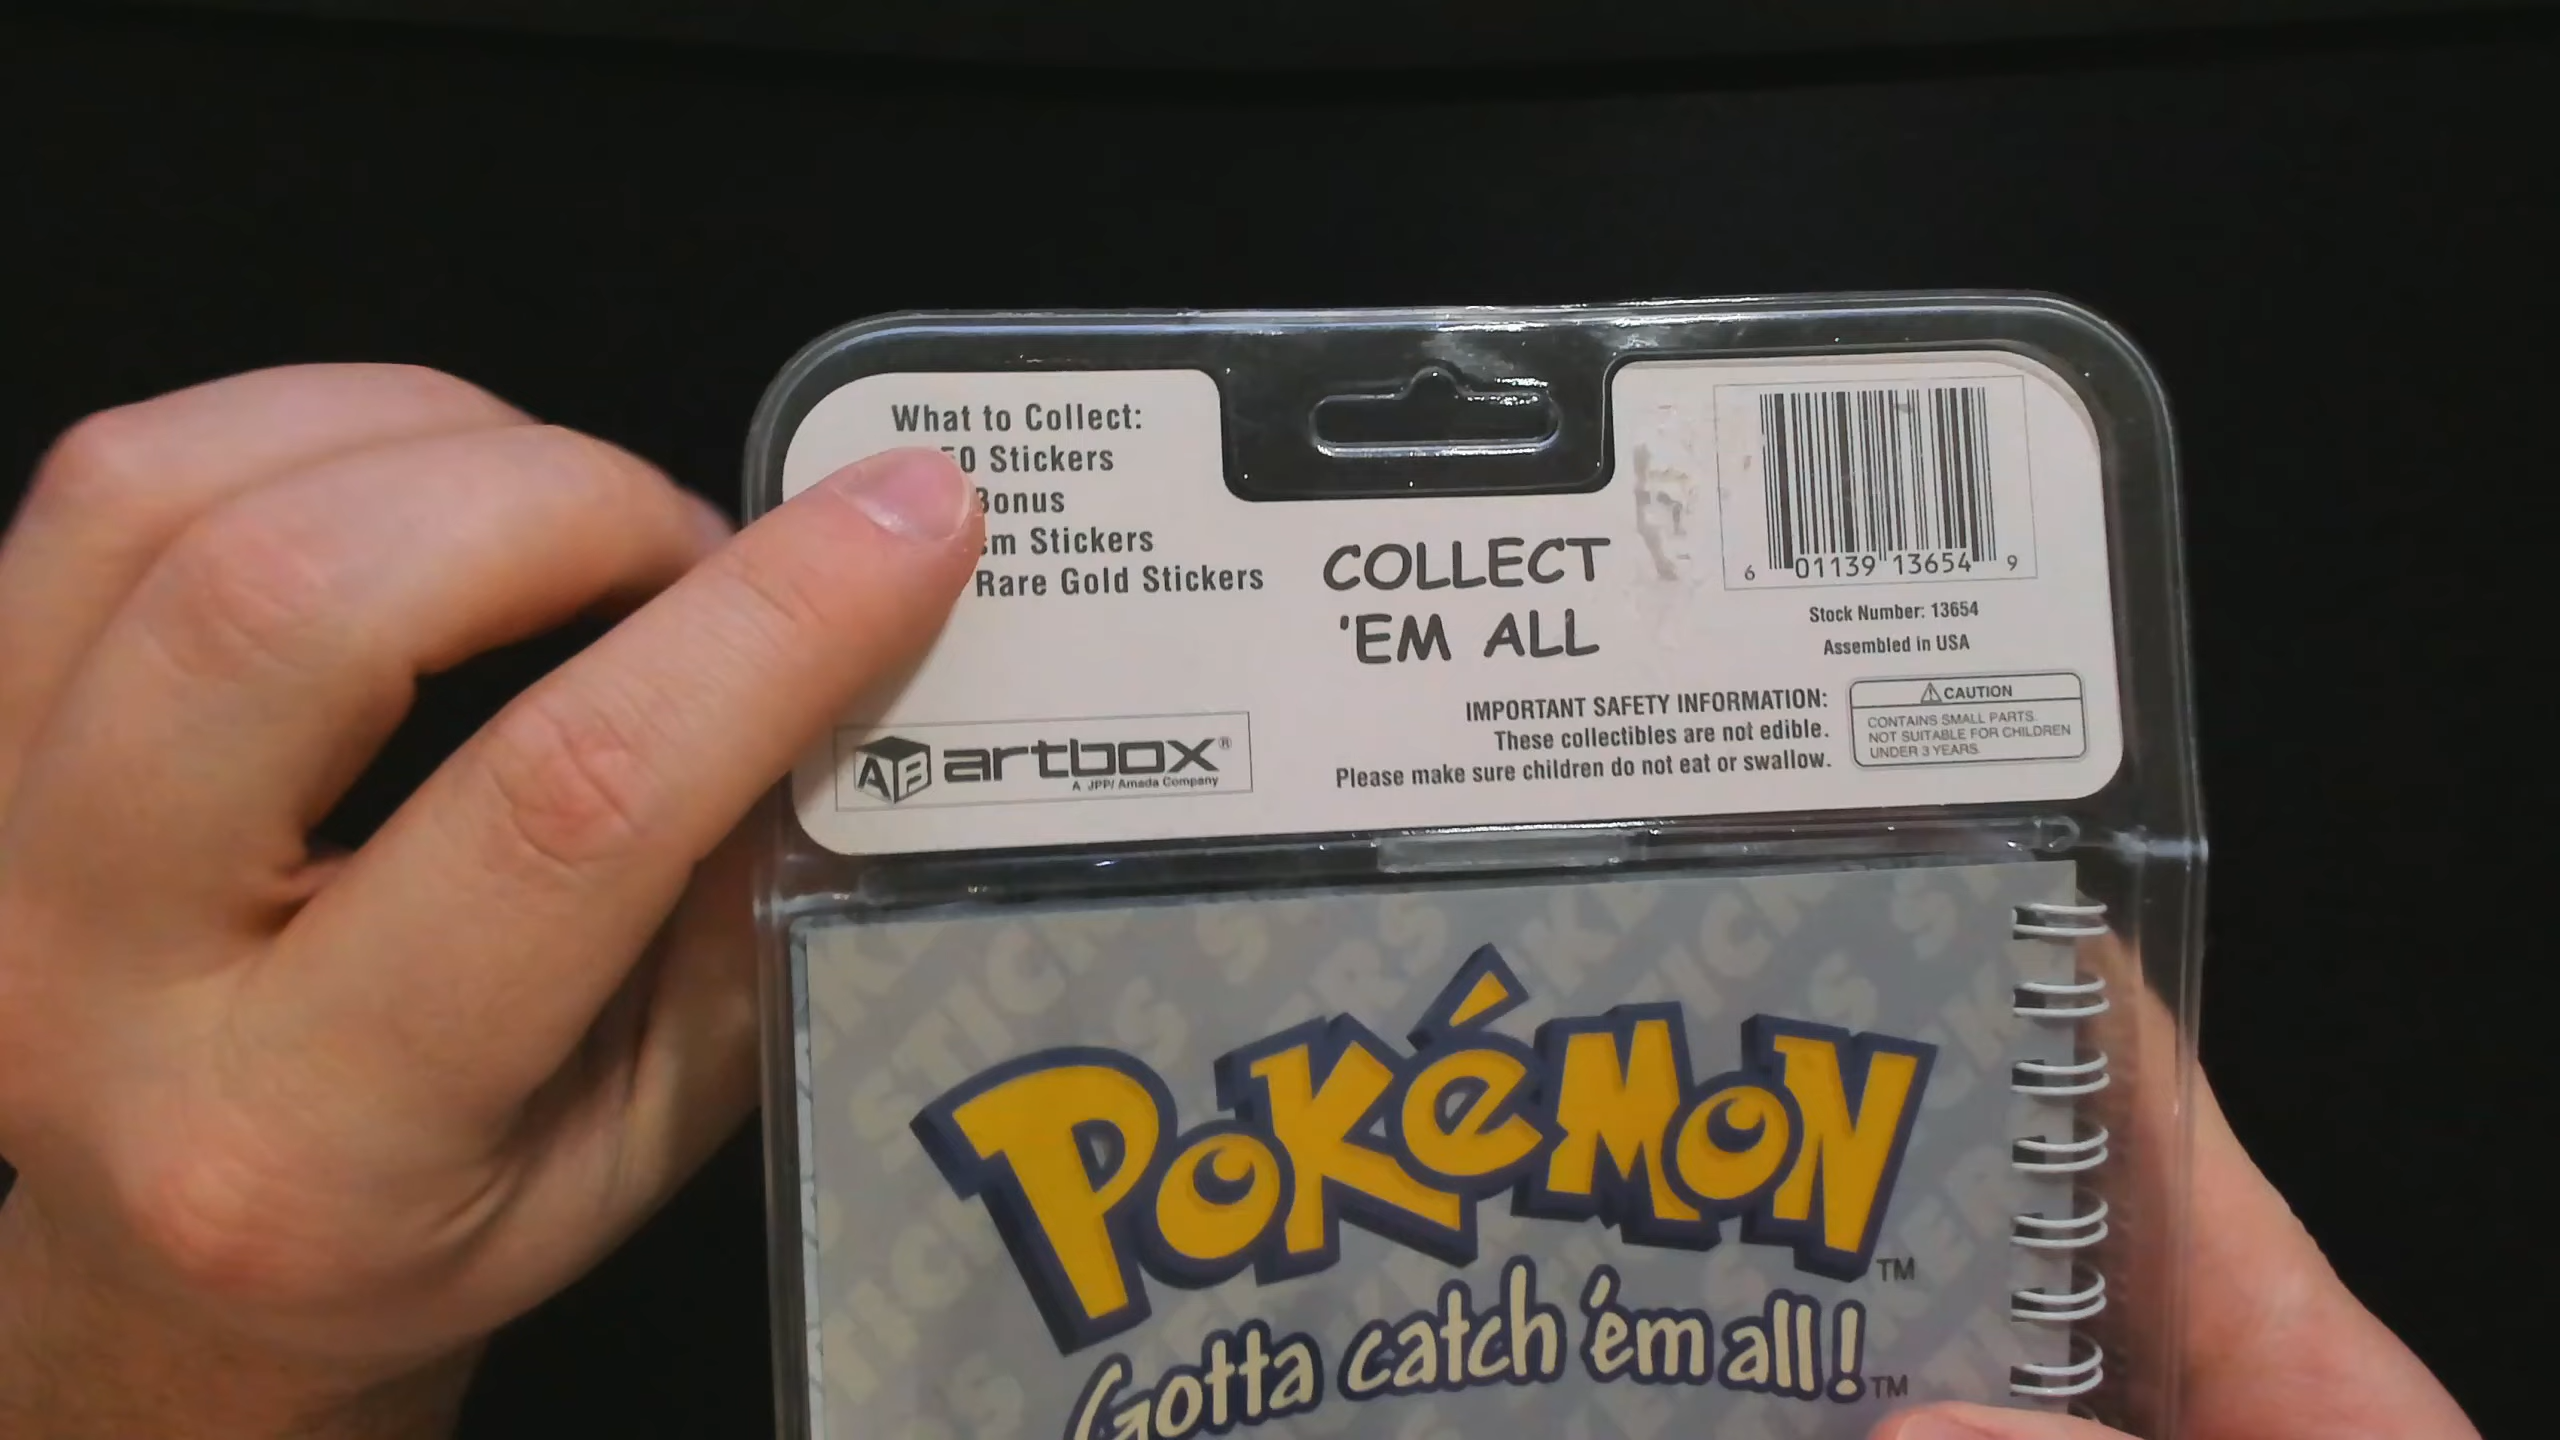 What to Collect:
50 Stickers
Bonus
Stickers
Rare Gold Stickers
AB artbox®
A JPP/Amada Company
COLLECT
'EM ALL
6 01139 13654 9
Stock Number: 13654
Assembled in USA
IMPORTANT SAFETY INFORMATION:
These collectibles are not edible.
Please make sure children do not eat or swallow.
CAUTION
CONTAINS SMALL PARTS.
NOT SUITABLE FOR CHILDREN
UNDER 3 YEARS.
POKéMON™
Gotta catch 'em all!™